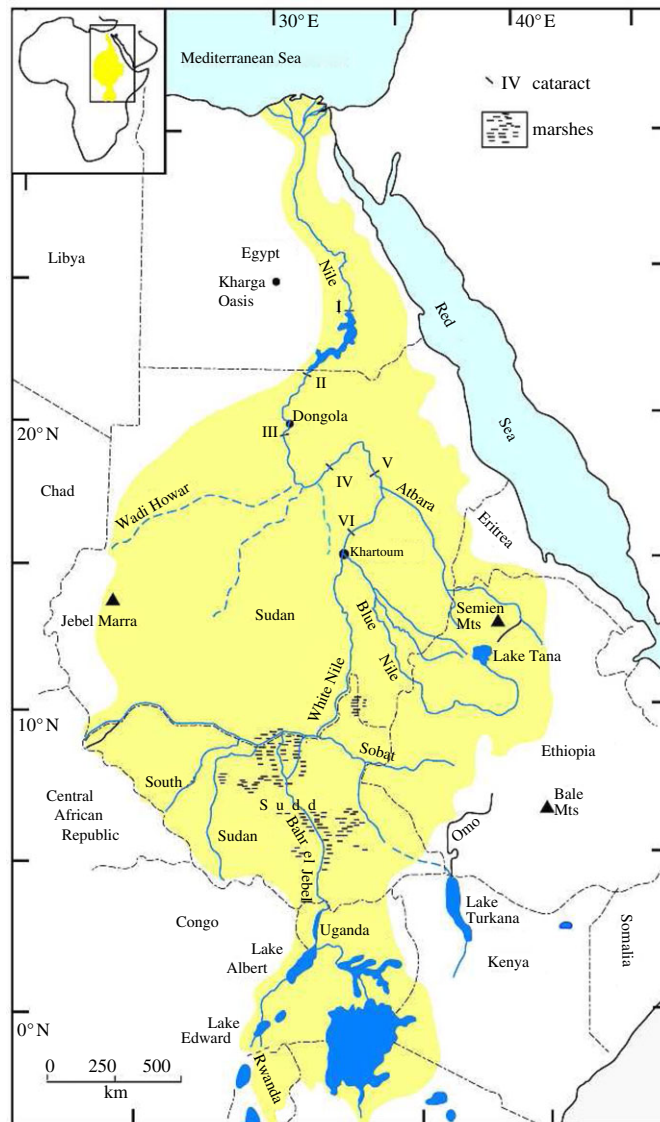 30°E
40°E
Mediterranean Sea
IV cataract
marshes
Libya
Egypt
Kharga
Oasis
Nile
I
Red
Sea
II
Dongola
20°N
III
IV
V
Chad
Wadi Howar
Atbara
VI
Eritrea
Khartoum
Jebel Marra
Sudan
Blue
Nile
Semien
Mts
Lake Tana
White Nile
10°N
Sobat
Ethiopia
South
Sudan
Central
African
Republic
Sudd
Bale
Mts
Omo
Bahr el Jebel
Lake
Turkana
Congo
Uganda
Kenya
Somalia
Lake
Albert
0°N
Lake
Edward
Rwanda
0 250 500
km